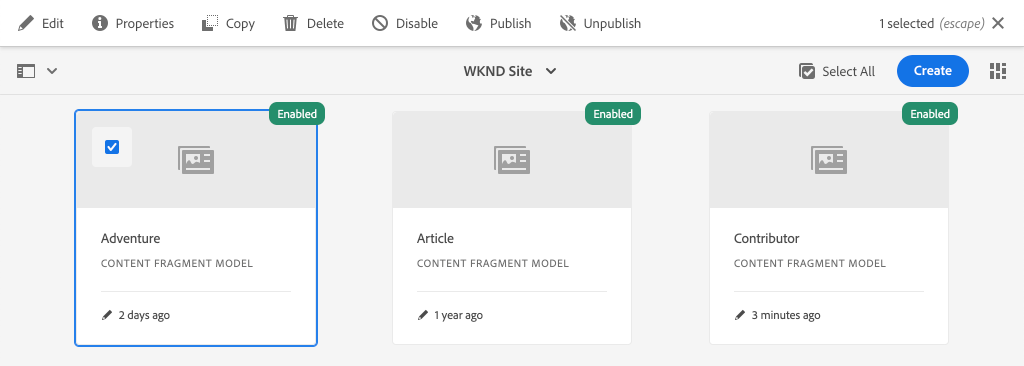 Edit Properties Copy Delete Disable Publish Unpublish 1 selected (escape)
WKND Site Select All Create
Enabled Enabled Enabled
Adventure
CONTENT FRAGMENT MODEL
2 days ago
Article
CONTENT FRAGMENT MODEL
1 year ago
Contributor
CONTENT FRAGMENT MODEL
3 minutes ago